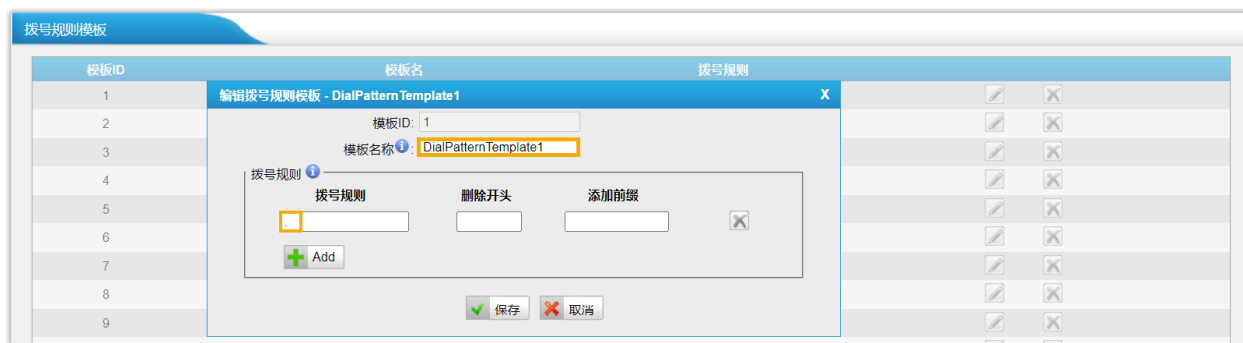 拨号规则模板
模板ID 模板名 拨号规则
1
编辑拨号规则模板 - DialPatternTemplate1 X
模板ID: 1
2
模板名称 : DialPatternTemplate1
3
拨号规则
4
拨号规则 删除开头 添加前缀
5
.
6
Add
7
8
保存 取消
9